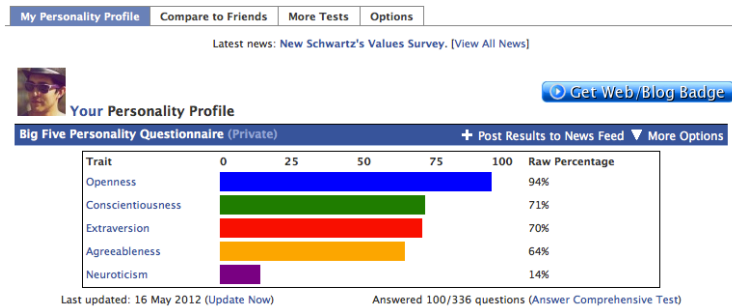 My Personality Profile Compare to Friends More Tests Options
Latest news: New Schwartz's Values Survey. [View All News]
Your Personality Profile
Get Web/Blog Badge
Big Five Personality Questionnaire (Private) + Post Results to News Feed ▼ More Options
Trait 0 25 50 75 100 Raw Percentage
Openness 94%
Conscientiousness 71%
Extraversion 70%
Agreeableness 64%
Neuroticism 14%
Last updated: 16 May 2012 (Update Now) Answered 100/336 questions (Answer Comprehensive Test)